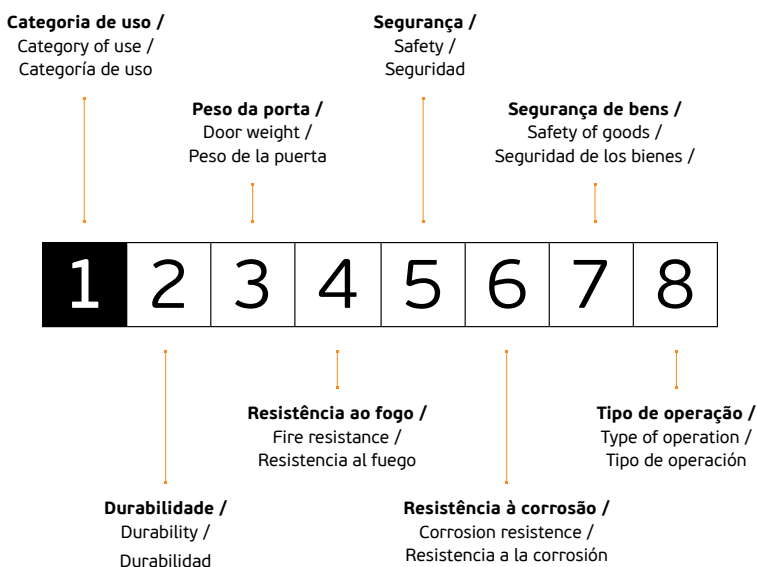 Categoria de uso /
Category of use /
Categoría de uso
Segurança /
Safety /
Seguridad
Peso da porta /
Door weight /
Peso de la puerta
Segurança de bens /
Safety of goods /
Seguridad de los bienes /
1 2 3 4 5 6 7 8
Resistência ao fogo /
Fire resistance /
Resistencia al fuego
Tipo de operação /
Type of operation /
Tipo de operación
Durabilidade /
Durability /
Durabilidad
Resistência à corrosão /
Corrosion resistence /
Resistencia a la corrosión